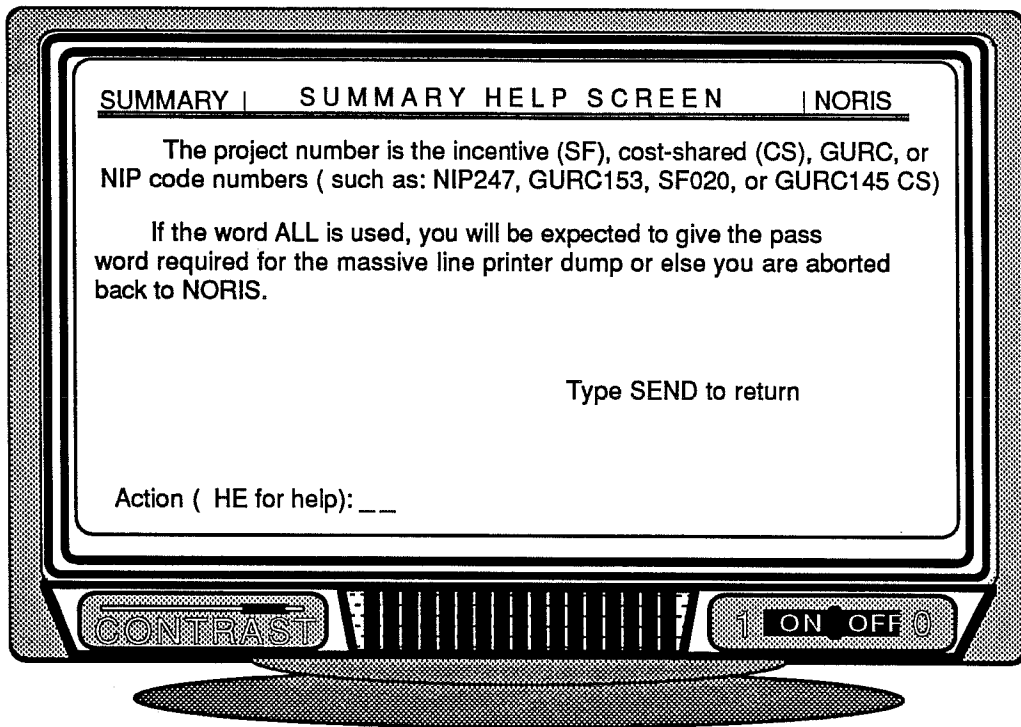 SUMMARY | SUMMARY HELP SCREEN | NORIS
The project number is the incentive (SF), cost-shared (CS), GURC, or
NIP code numbers ( such as: NIP247, GURC153, SF020, or GURC145 CS)
If the word ALL is used, you will be expected to give the pass
word required for the massive line printer dump or else you are aborted
back to NORIS.
Type SEND to return
Action ( HE for help): _ _
CONTRAST
1 ON OFF 0